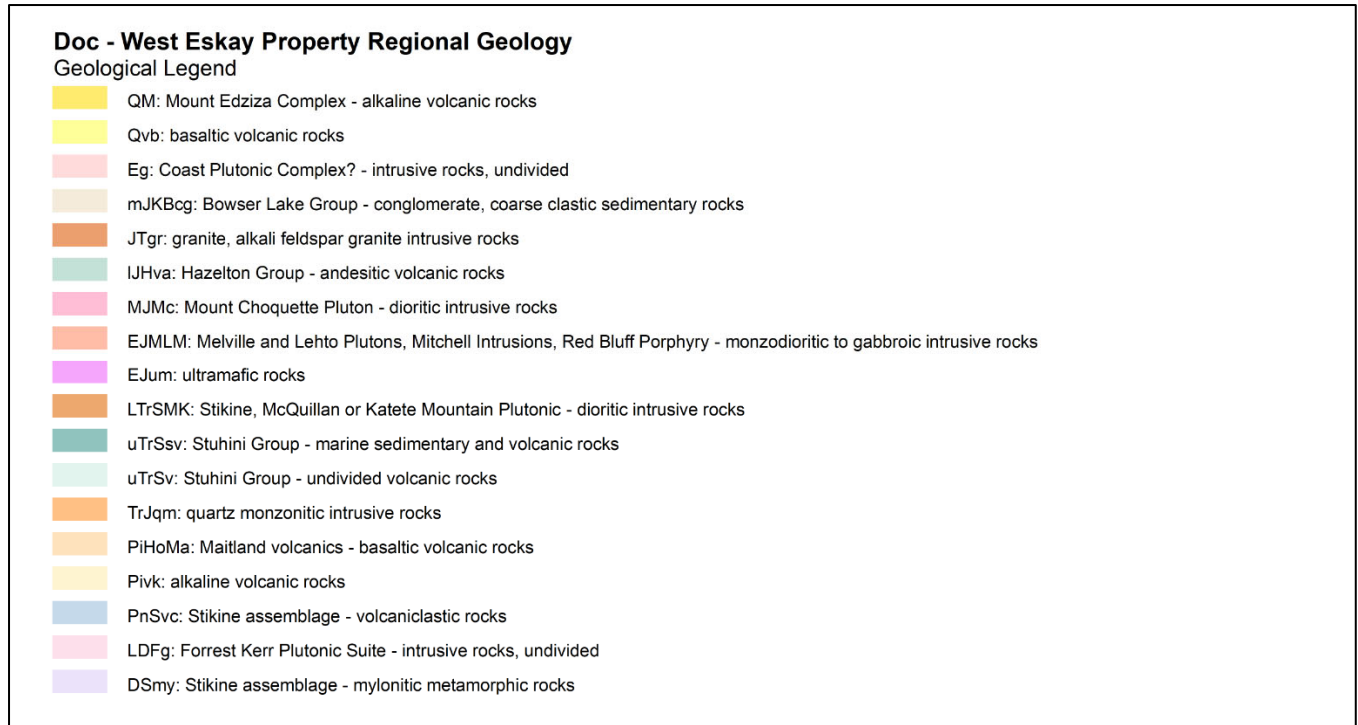 Doc - West Eskay Property Regional Geology
Geological Legend
QM: Mount Edziza Complex - alkaline volcanic rocks
Qvb: basaltic volcanic rocks
Eg: Coast Plutonic Complex? - intrusive rocks, undivided
mJKBcg: Bowser Lake Group - conglomerate, coarse clastic sedimentary rocks
JTgr: granite, alkali feldspar granite intrusive rocks
lJHva: Hazelton Group - andesitic volcanic rocks
MJMc: Mount Choquette Pluton - dioritic intrusive rocks
EJMLM: Melville and Lehto Plutons, Mitchell Intrusions, Red Bluff Porphyry - monzodioritic to gabbroic intrusive rocks
EJum: ultramafic rocks
LTrSMK: Stikine, McQuillan or Katete Mountain Plutonic - dioritic intrusive rocks
uTrSsv: Stuhini Group - marine sedimentary and volcanic rocks
uTrSv: Stuhini Group - undivided volcanic rocks
TrJqm: quartz monzonitic intrusive rocks
PiHoMa: Maitland volcanics - basaltic volcanic rocks
Pivk: alkaline volcanic rocks
PnSvc: Stikine assemblage - volcaniclastic rocks
LDFg: Forrest Kerr Plutonic Suite - intrusive rocks, undivided
DSmy: Stikine assemblage - mylonitic metamorphic rocks